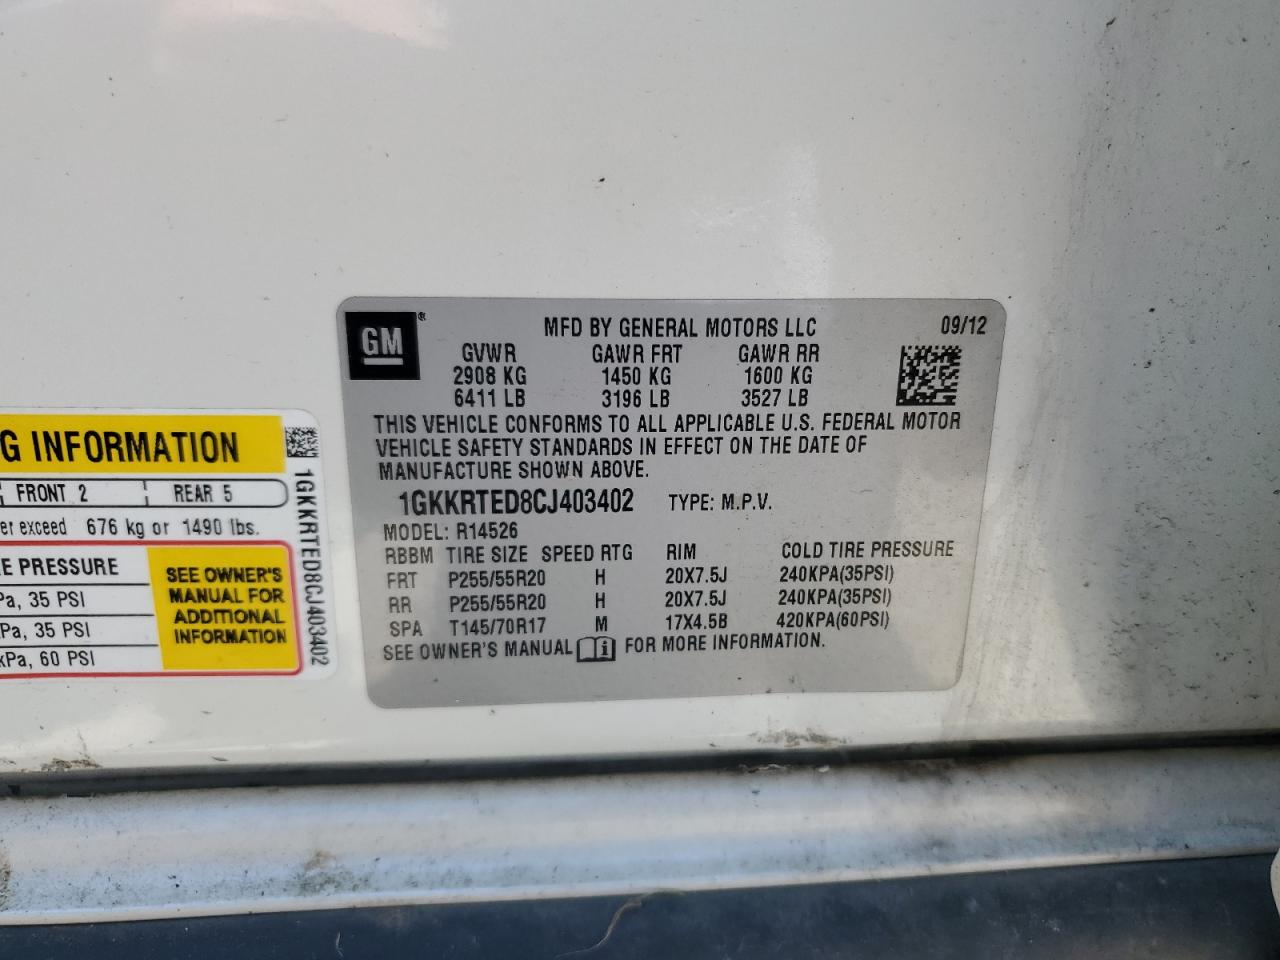 GM ®
MFD BY GENERAL MOTORS LLC 09/12
GVWR GAWR FRT GAWR RR
2908 KG 1450 KG 1600 KG
6411 LB 3196 LB 3527 LB
THIS VEHICLE CONFORMS TO ALL APPLICABLE U.S. FEDERAL MOTOR
VEHICLE SAFETY STANDARDS IN EFFECT ON THE DATE OF
MANUFACTURE SHOWN ABOVE.
1GKKRTED8CJ403402 TYPE: M.P.V.
MODEL: R14526
RBBM TIRE SIZE SPEED RTG RIM COLD TIRE PRESSURE
FRT P255/55R20 H 20X7.5J 240KPA(35PSI)
RR P255/55R20 H 20X7.5J 240KPA(35PSI)
SPA T145/70R17 M 17X4.5B 420KPA(60PSI)
SEE OWNER'S MANUAL i FOR MORE INFORMATION.
G INFORMATION
FRONT 2 REAR 5
er exceed 676 kg or 1490 lbs.
E PRESSURE
Pa, 35 PSI
Pa, 35 PSI
kPa, 60 PSI
SEE OWNER'S
MANUAL FOR
ADDITIONAL
INFORMATION
1GKKRTED8CJ403402